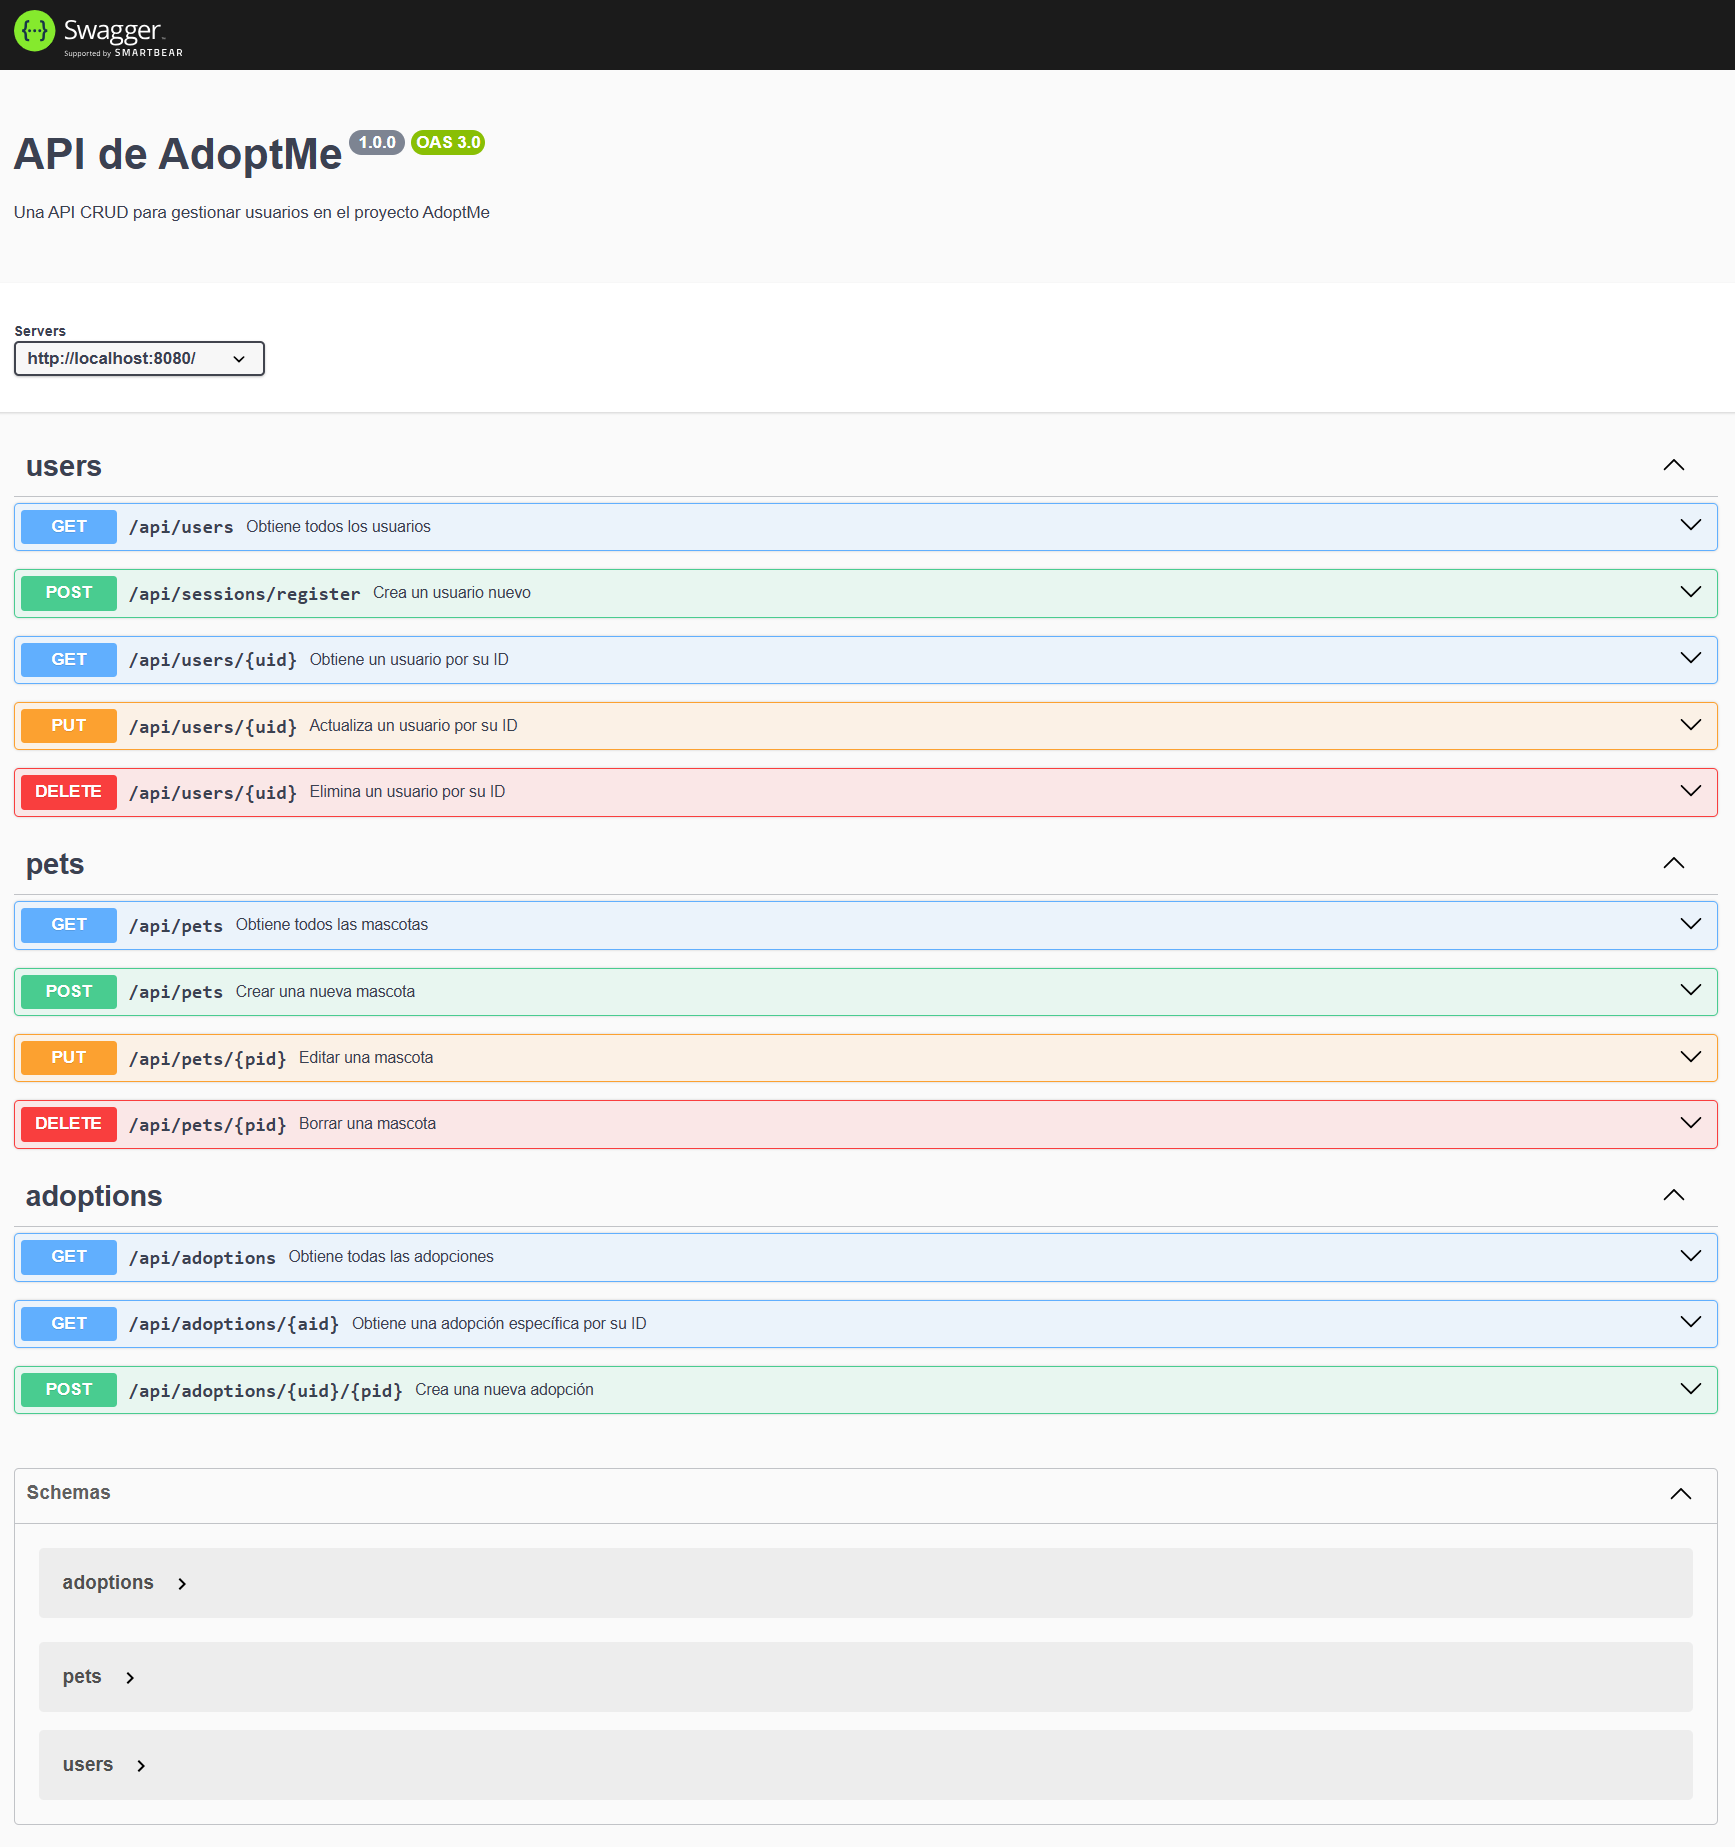 Swagger
Supported by SMARTBEAR
API de AdoptMe 1.0.0 OAS 3.0
Una API CRUD para gestionar usuarios en el proyecto AdoptMe
Servers
http://localhost:8080/
users
GET /api/users Obtiene todos los usuarios
POST /api/sessions/register Crea un usuario nuevo
GET /api/users/{uid} Obtiene un usuario por su ID
PUT /api/users/{uid} Actualiza un usuario por su ID
DELETE /api/users/{uid} Elimina un usuario por su ID
pets
GET /api/pets Obtiene todos las mascotas
POST /api/pets Crear una nueva mascota
PUT /api/pets/{pid} Editar una mascota
DELETE /api/pets/{pid} Borrar una mascota
adoptions
GET /api/adoptions Obtiene todas las adopciones
GET /api/adoptions/{aid} Obtiene una adopción específica por su ID
POST /api/adoptions/{uid}/{pid} Crea una nueva adopción
Schemas
adoptions
pets
users